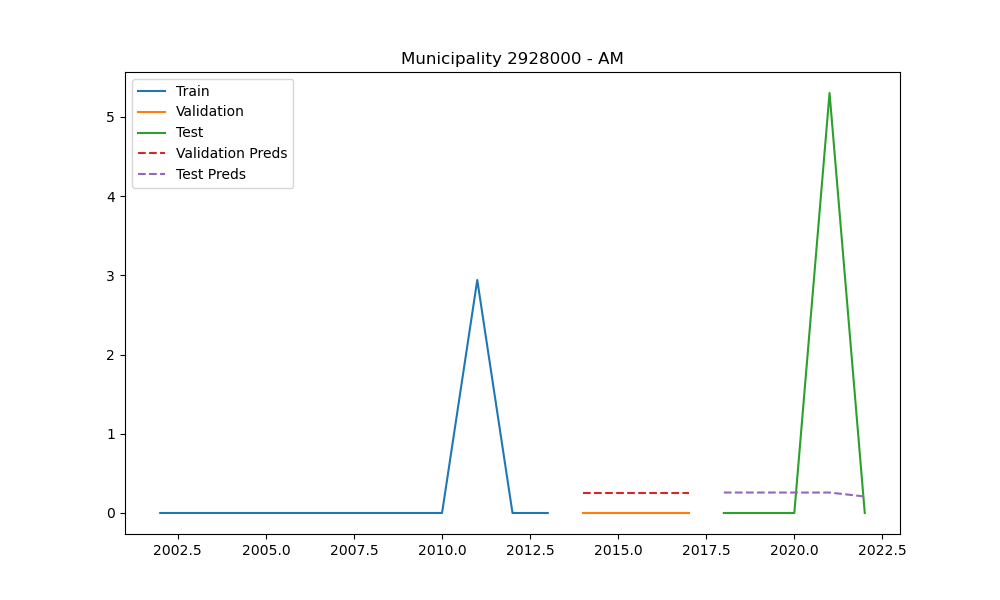 Municipality 2928000 - AM
Train
Validation
Test
Validation Preds
Test Preds
5
4
3
2
1
0
2002.5 2005.0 2007.5 2010.0 2012.5 2015.0 2017.5 2020.0 2022.5